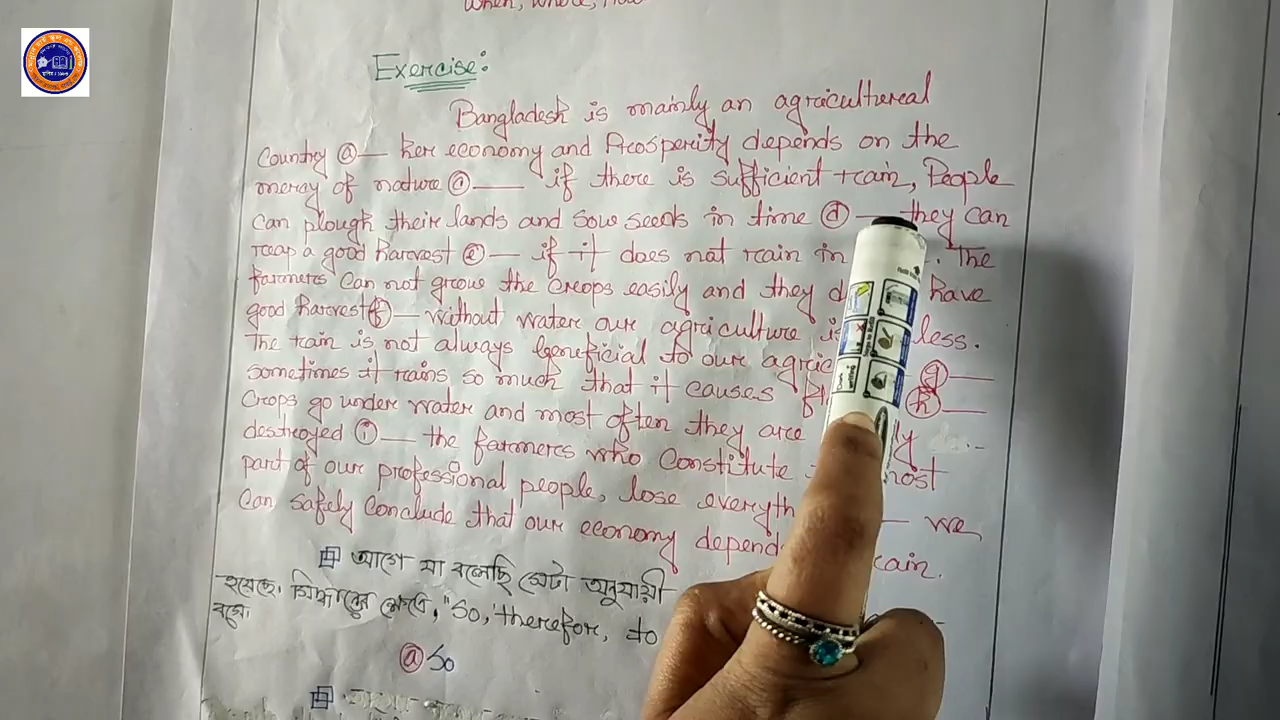 When, Where, How
Exercise:
Bangladesh is mainly an agricultureal
Country ⓐ— her economy and Prosperity depends on the
mercy of nature ⓐ— if there is sufficient rain, People
can plough their lands and sow seeds in time ⓓ— they can
reap a good harvest ⓔ— if it does not rain in The
farmers can not grow the Crops easily and they have
good harvest ⓕ— without water our agriculture is less.
The rain is not always beneficial to our ⓖ—
sometimes it rains so much that it causes ⓗ—
Crops go under water and most often they are
destroyed ⓘ— the farmers who constitute most
part of our professional people, lose — we
can safely conclude that our economy depends rain.
আগে যা বলেছি সেটা অনুযায়ী
হয়েছে. সিদ্ধান্তের ক্ষেত্রে, "So, therefor, to
বসে।
ⓐ So